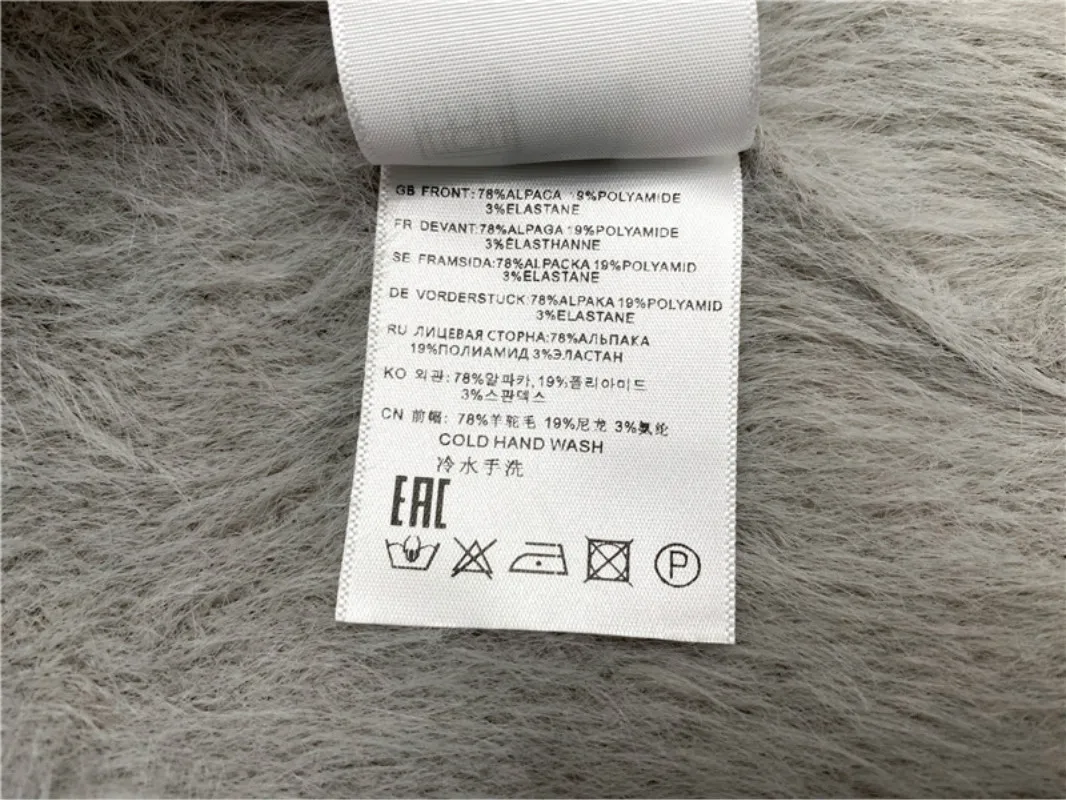 GB FRONT:78%ALPACA 19%POLYAMIDE
3%ELASTANE
FR DEVANT:78%ALPAGA 19%POLYAMIDE
3%ÉLASTHANNE
SE FRAMSIDA:78%ALPACKA 19%POLYAMID
3%ELASTANE
DE VORDERSTUCK:78%ALPAKA 19%POLYAMID
3%ELASTANE
RU ЛИЦЕВАЯ СТОРНА:78%АЛЬПАКА
19%ПОЛИАМИД 3%ЭЛАСТАН
KO 외관: 78%알파카, 19%폴리아미드
3%스판덱스
CN 前幅: 78%羊驼毛 19%尼龙 3%氨纶
COLD HAND WASH
冷水手洗
EAC
P